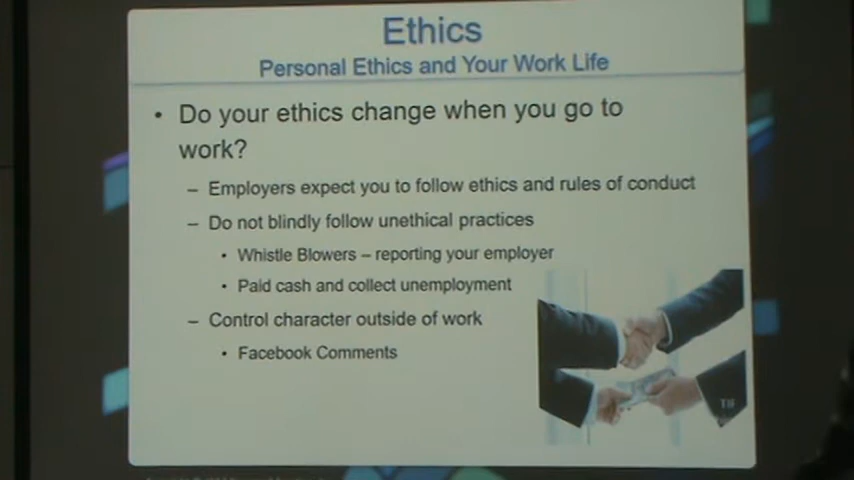 Ethics
Personal Ethics and Your Work Life
• Do your ethics change when you go to
work?
– Employers expect you to follow ethics and rules of conduct
– Do not blindly follow unethical practices
• Whistle Blowers – reporting your employer
• Paid cash and collect unemployment
– Control character outside of work
• Facebook Comments